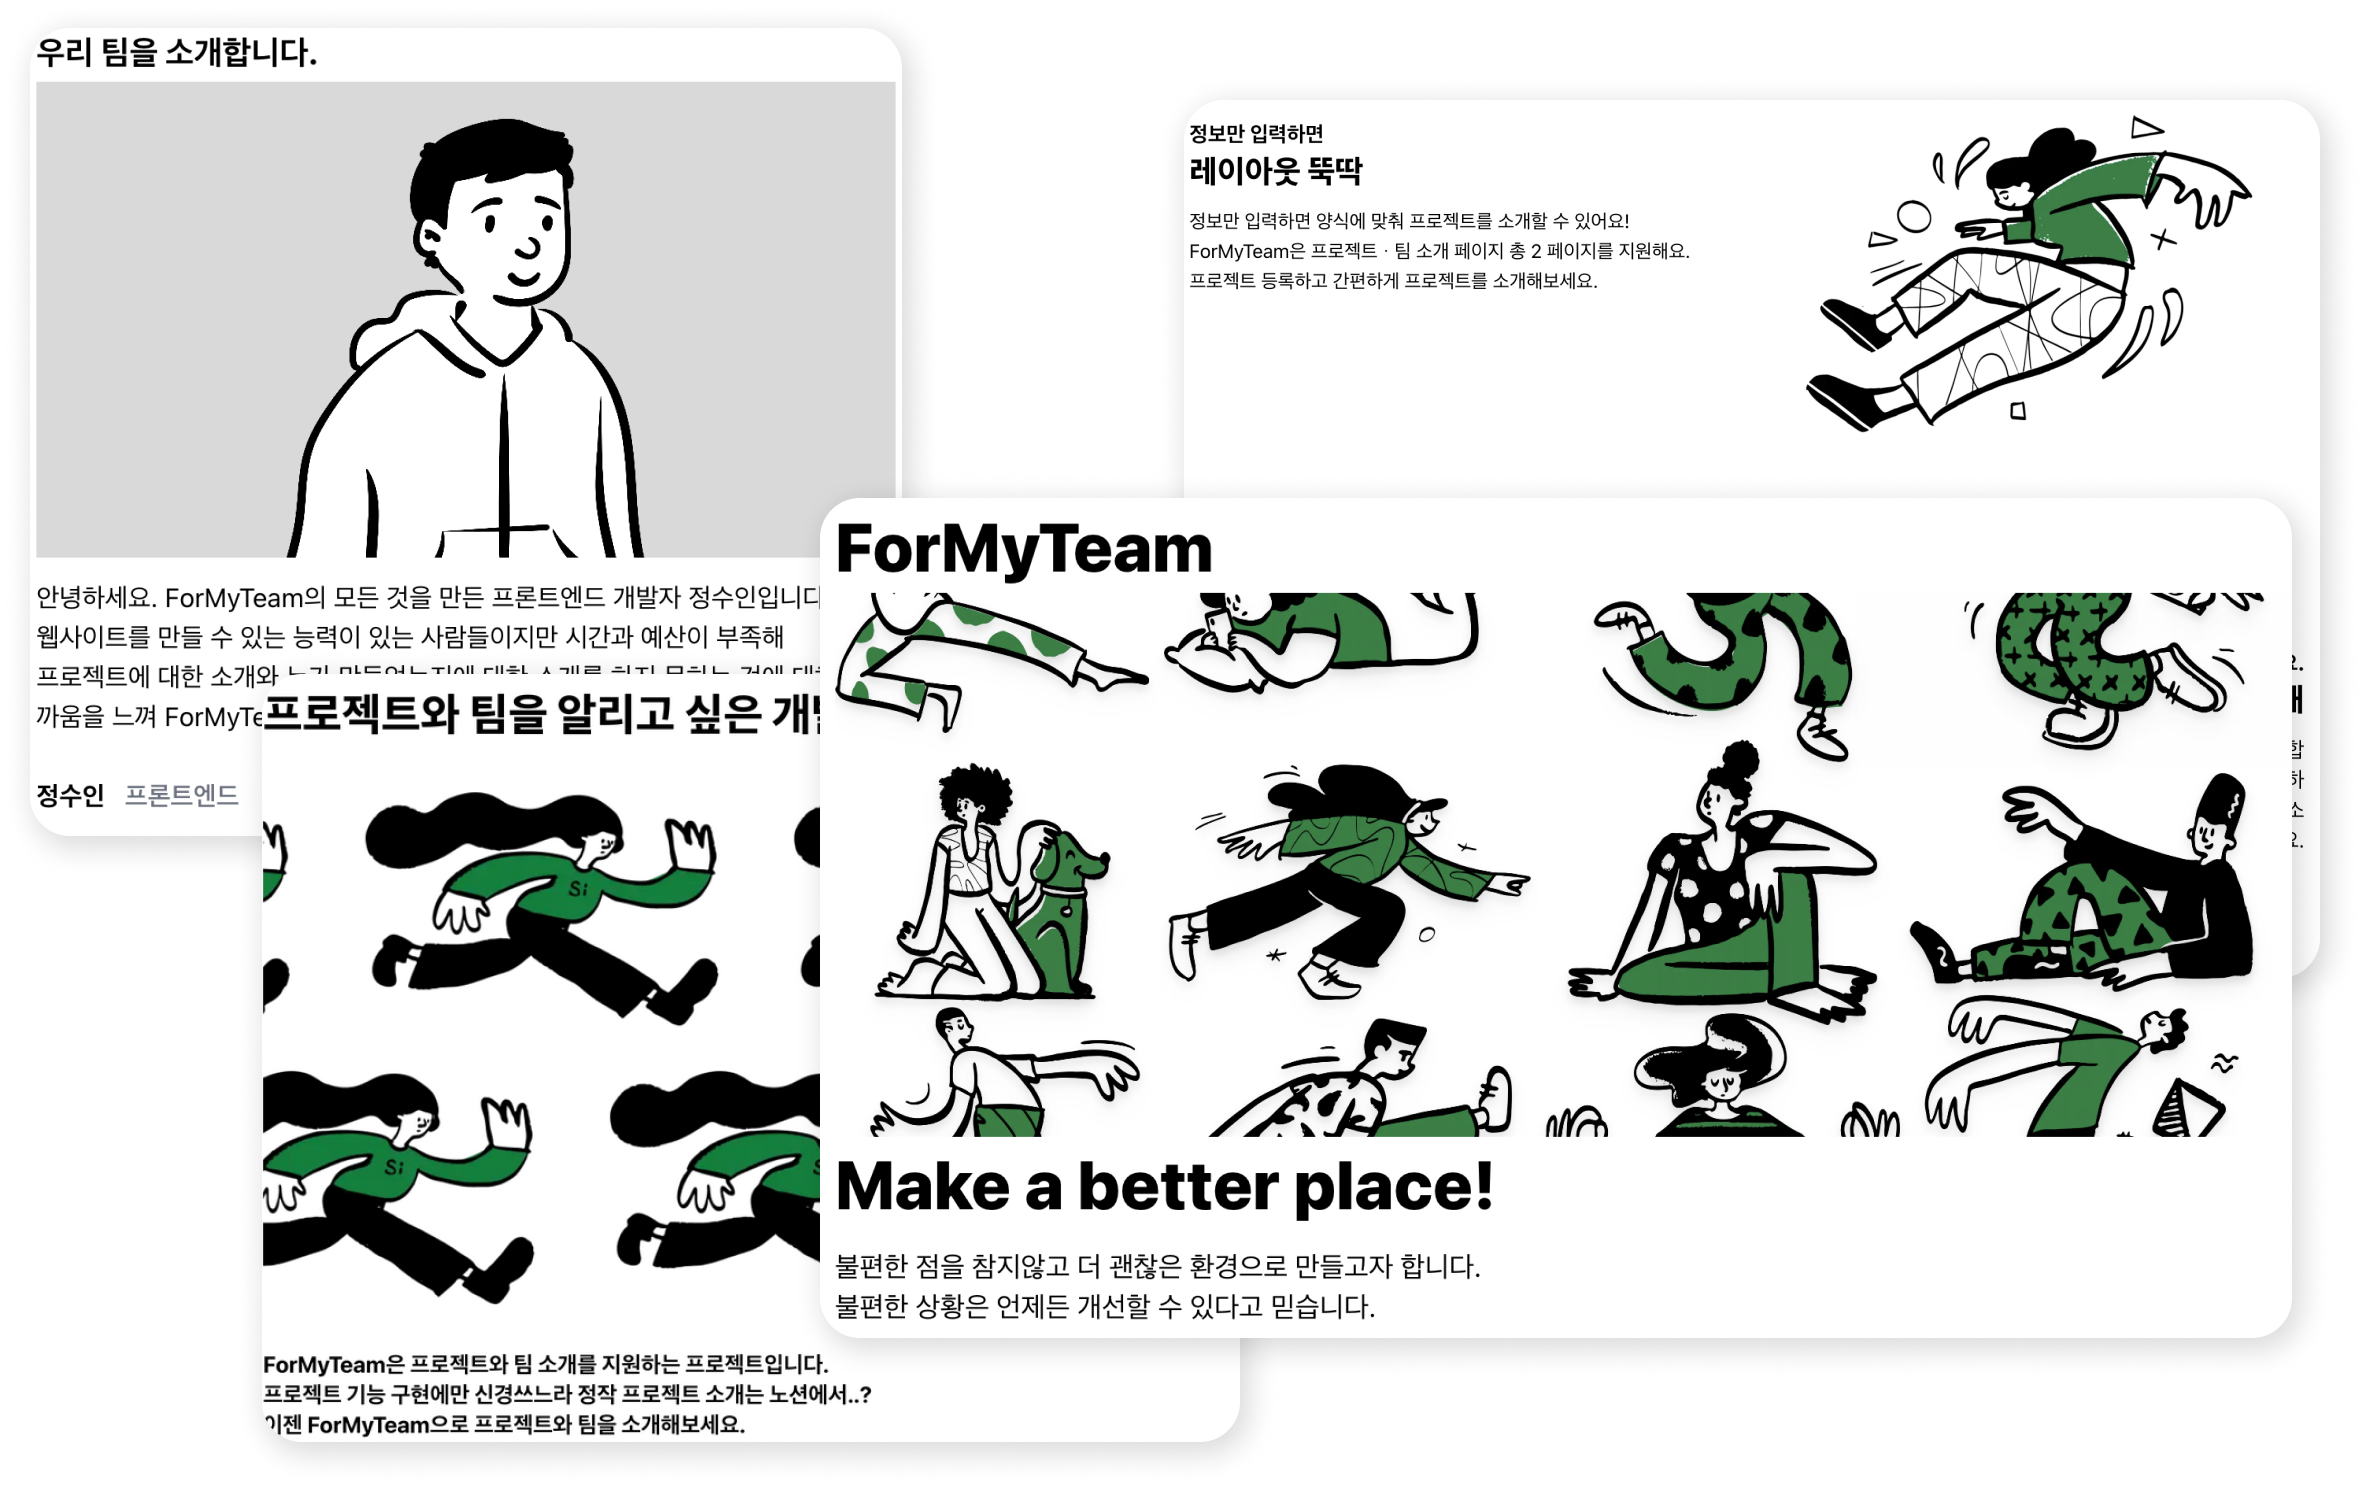 우리 팀을 소개합니다.
안녕하세요. ForMyTeam의 모든 것을 만든 프론트엔드 개발자 정수인입니다
웹사이트를 만들 수 있는 능력이 있는 사람들이지만 시간과 예산이 부족해
프로젝트에 대한 소개와
까움을 느껴 ForMyTe
정수인 프론트엔드
정보만 입력하면
레이아웃 뚝딱
정보만 입력하면 양식에 맞춰 프로젝트를 소개할 수 있어요!
ForMyTeam은 프로젝트 · 팀 소개 페이지 총 2 페이지를 지원해요.
프로젝트 등록하고 간편하게 프로젝트를 소개해보세요.
프로젝트와 팀을 알리고 싶은
Si
Si
ForMyTeam은 프로젝트와 팀 소개를 지원하는 프로젝트입니다.
프로젝트 기능 구현에만 신경쓰느라 정작 프로젝트 소개는 노션에서..?
이젠 ForMyTeam으로 프로젝트와 팀을 소개해보세요.
ForMyTeam
Make a better place!
불편한 점을 참지않고 더 괜찮은 환경으로 만들고자 합니다.
불편한 상황은 언제든 개선할 수 있다고 믿습니다.
합
하
소
요.